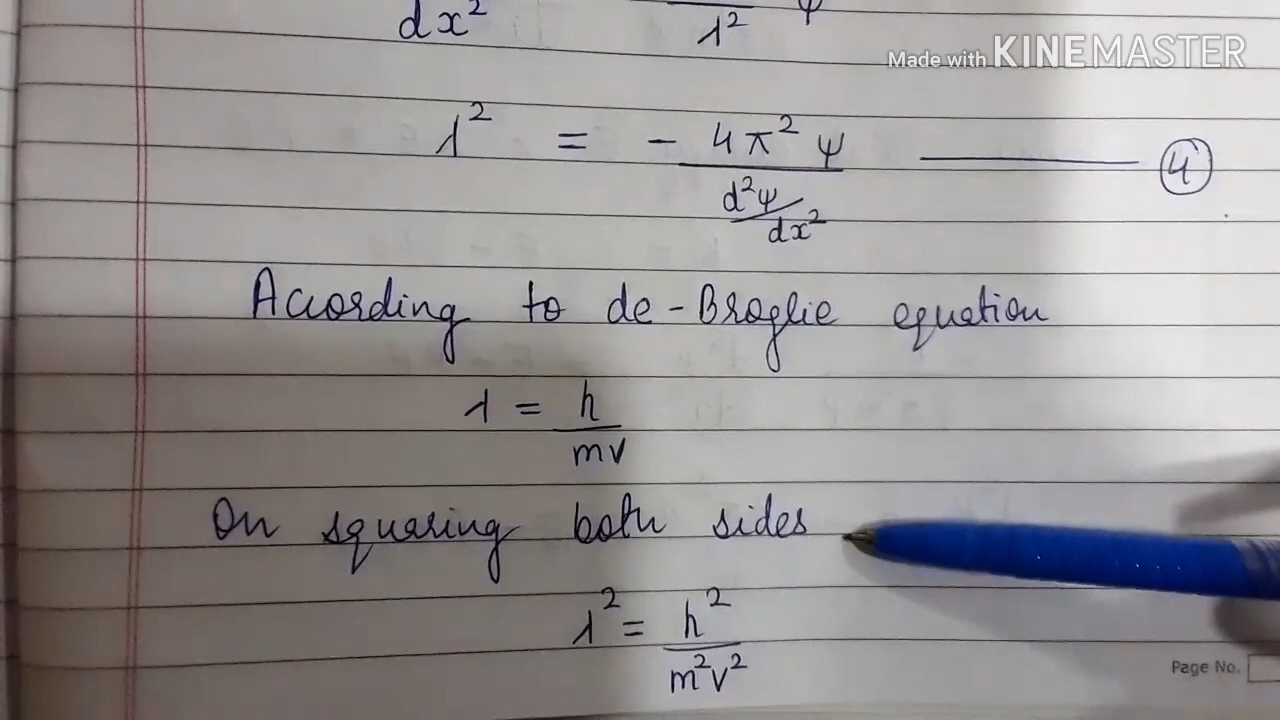 dx² λ² ψ
Made with KINEMASTER
λ² = - 4π²ψ / d²ψ/dx² ——— (4)
According to de-Broglie equation
λ = h / mv
On squaring both sides
λ² = h² / m²v²
Page No.